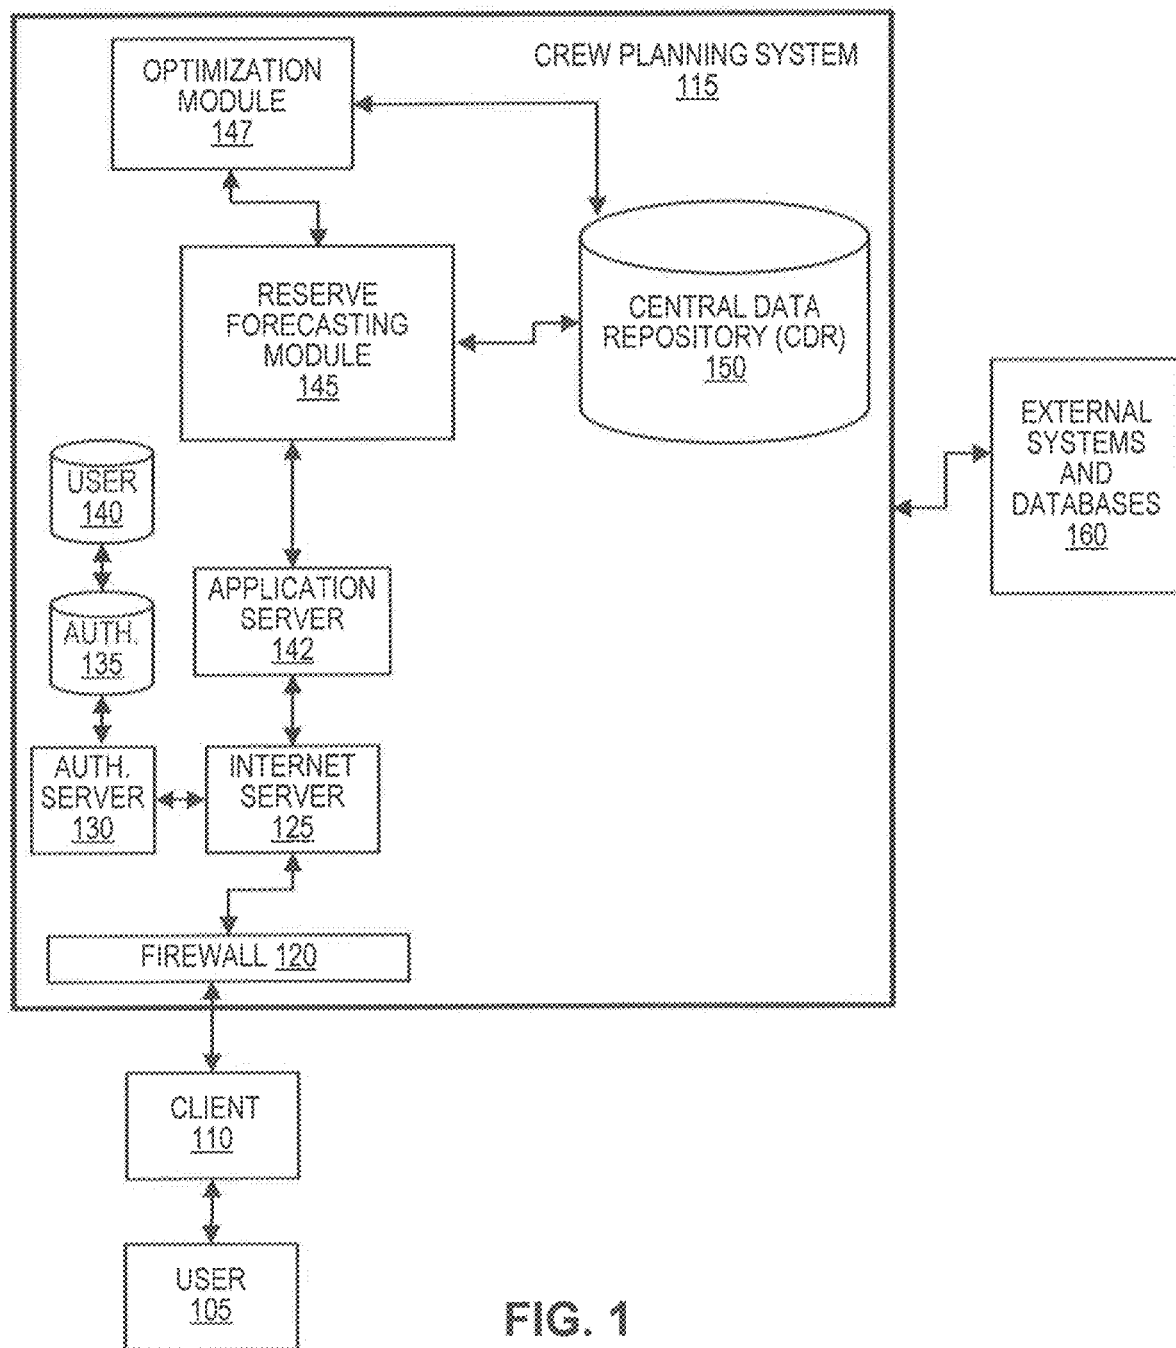 OPTIMIZATION
MODULE
147
CREW PLANNING SYSTEM
115
RESERVE
FORECASTING
MODULE
145
CENTRAL DATA
REPOSITORY (CDR)
150
EXTERNAL
SYSTEMS
AND
DATABASES
160
USER
140
APPLICATION
SERVER
142
AUTH.
135
AUTH.
SERVER
130
INTERNET
SERVER
125
FIREWALL 120
CLIENT
110
USER
105
FIG. 1